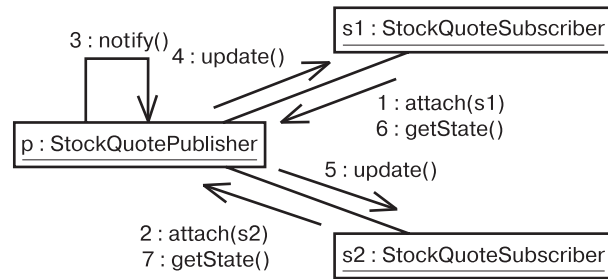 s1 : StockQuoteSubscriber
3 : notify()
4 : update()
1 : attach(s1)
6 : getState()
p : StockQuotePublisher
5 : update()
2 : attach(s2)
7 : getState()
s2 : StockQuoteSubscriber